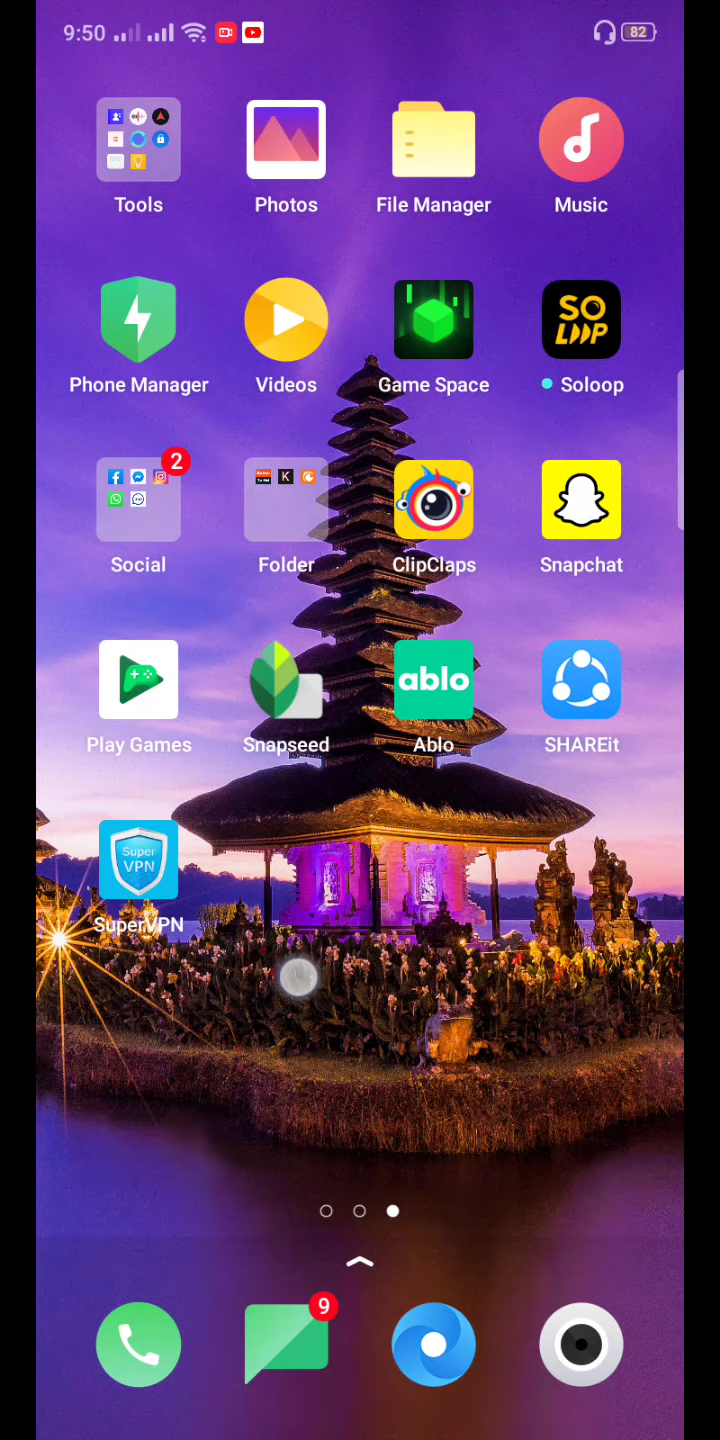 9:50
82
Tools
Photos
File Manager
Music
SO
LOOP
Phone Manager
Videos
Game Space
Soloop
2
Social
Folder
ClipClaps
Snapchat
ablo
Play Games
Snapseed
Ablo
SHAREit
Super
VPN
SuperVPN
9